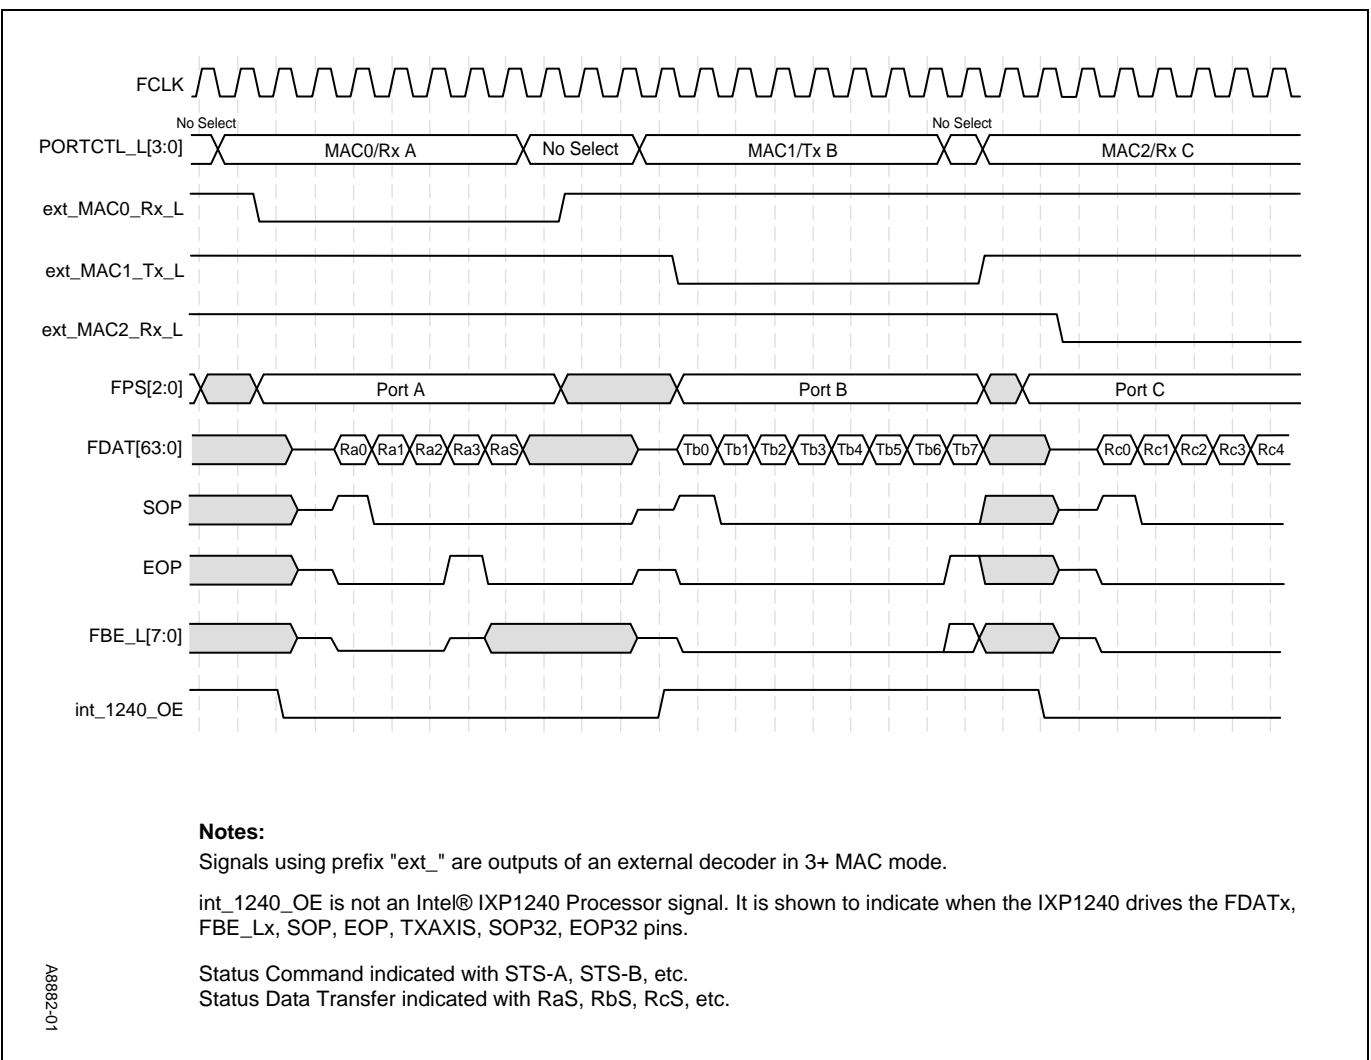 FCLK
No Select No Select
PORTCTL_L[3:0] MAC0/Rx A No Select MAC1/Tx B MAC2/Rx C
ext_MAC0_Rx_L
ext_MAC1_Tx_L
ext_MAC2_Rx_L
FPS[2:0] Port A Port B Port C
FDAT[63:0] Ra0 Ra1 Ra2 Ra3 RaS Tb0 Tb1 Tb2 Tb3 Tb4 Tb5 Tb6 Tb7 Rc0 Rc1 Rc2 Rc3 Rc4
SOP
EOP
FBE_L[7:0]
int_1240_OE
Notes:
Signals using prefix "ext_" are outputs of an external decoder in 3+ MAC mode.
int_1240_OE is not an Intel® IXP1240 Processor signal. It is shown to indicate when the IXP1240 drives the FDATx,
FBE_Lx, SOP, EOP, TXAXIS, SOP32, EOP32 pins.
Status Command indicated with STS-A, STS-B, etc.
Status Data Transfer indicated with RaS, RbS, RcS, etc.
A8882-01